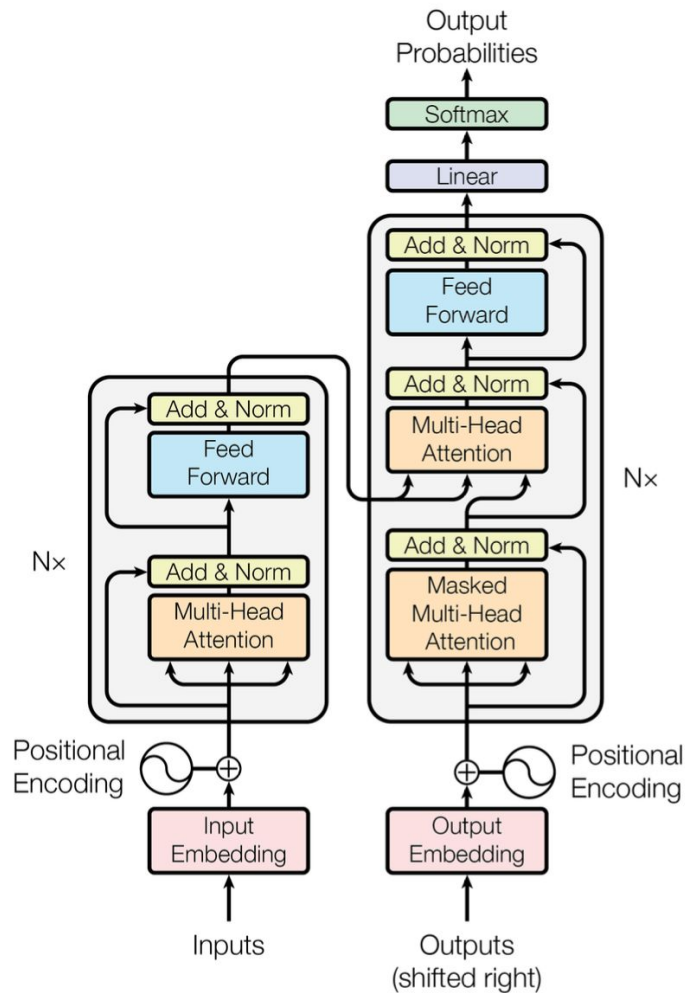 Output
Probabilities
Softmax
Linear
Add & Norm
Feed
Forward
Add & Norm
Multi-Head
Attention
Add & Norm
Masked
Multi-Head
Attention
Nx
Add & Norm
Feed
Forward
Add & Norm
Multi-Head
Attention
Nx
Positional
Encoding
Positional
Encoding
Input
Embedding
Output
Embedding
Inputs
Outputs
(shifted right)